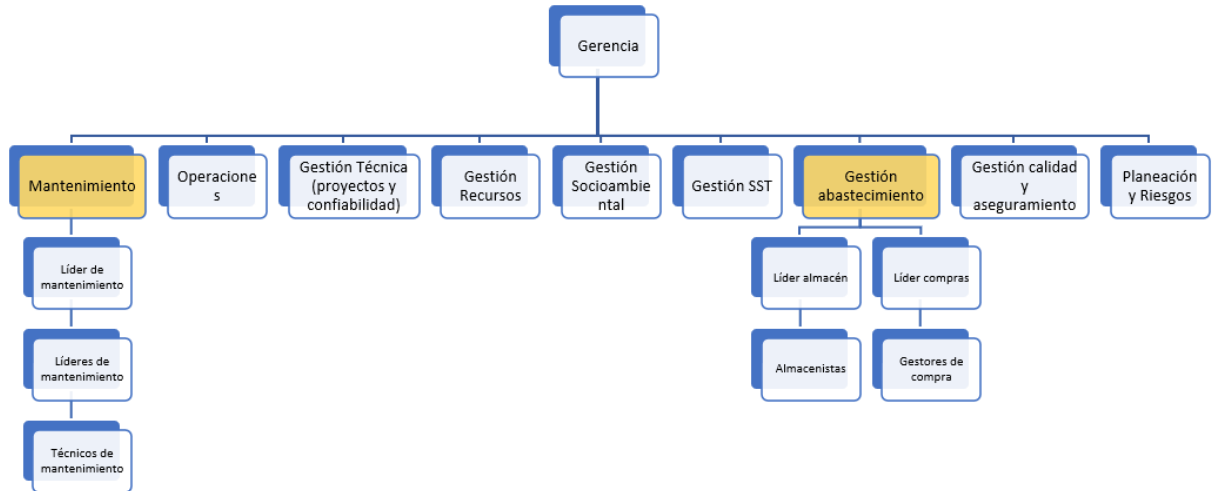 Gerencia
Mantenimiento
Operacione
s
Gestión Técnica
(proyectos y
confiabilidad)
Gestión
Recursos
Gestión
Socioambie
ntal
Gestión SST
Gestión
abastecimiento
Gestión calidad
y
aseguramiento
Planeación
y Riesgos
Líder de
mantenimiento
Líder almacén
Líder compras
Líderes de
mantenimiento
Almacenistas
Gestores de
compra
Técnicos de
mantenimiento